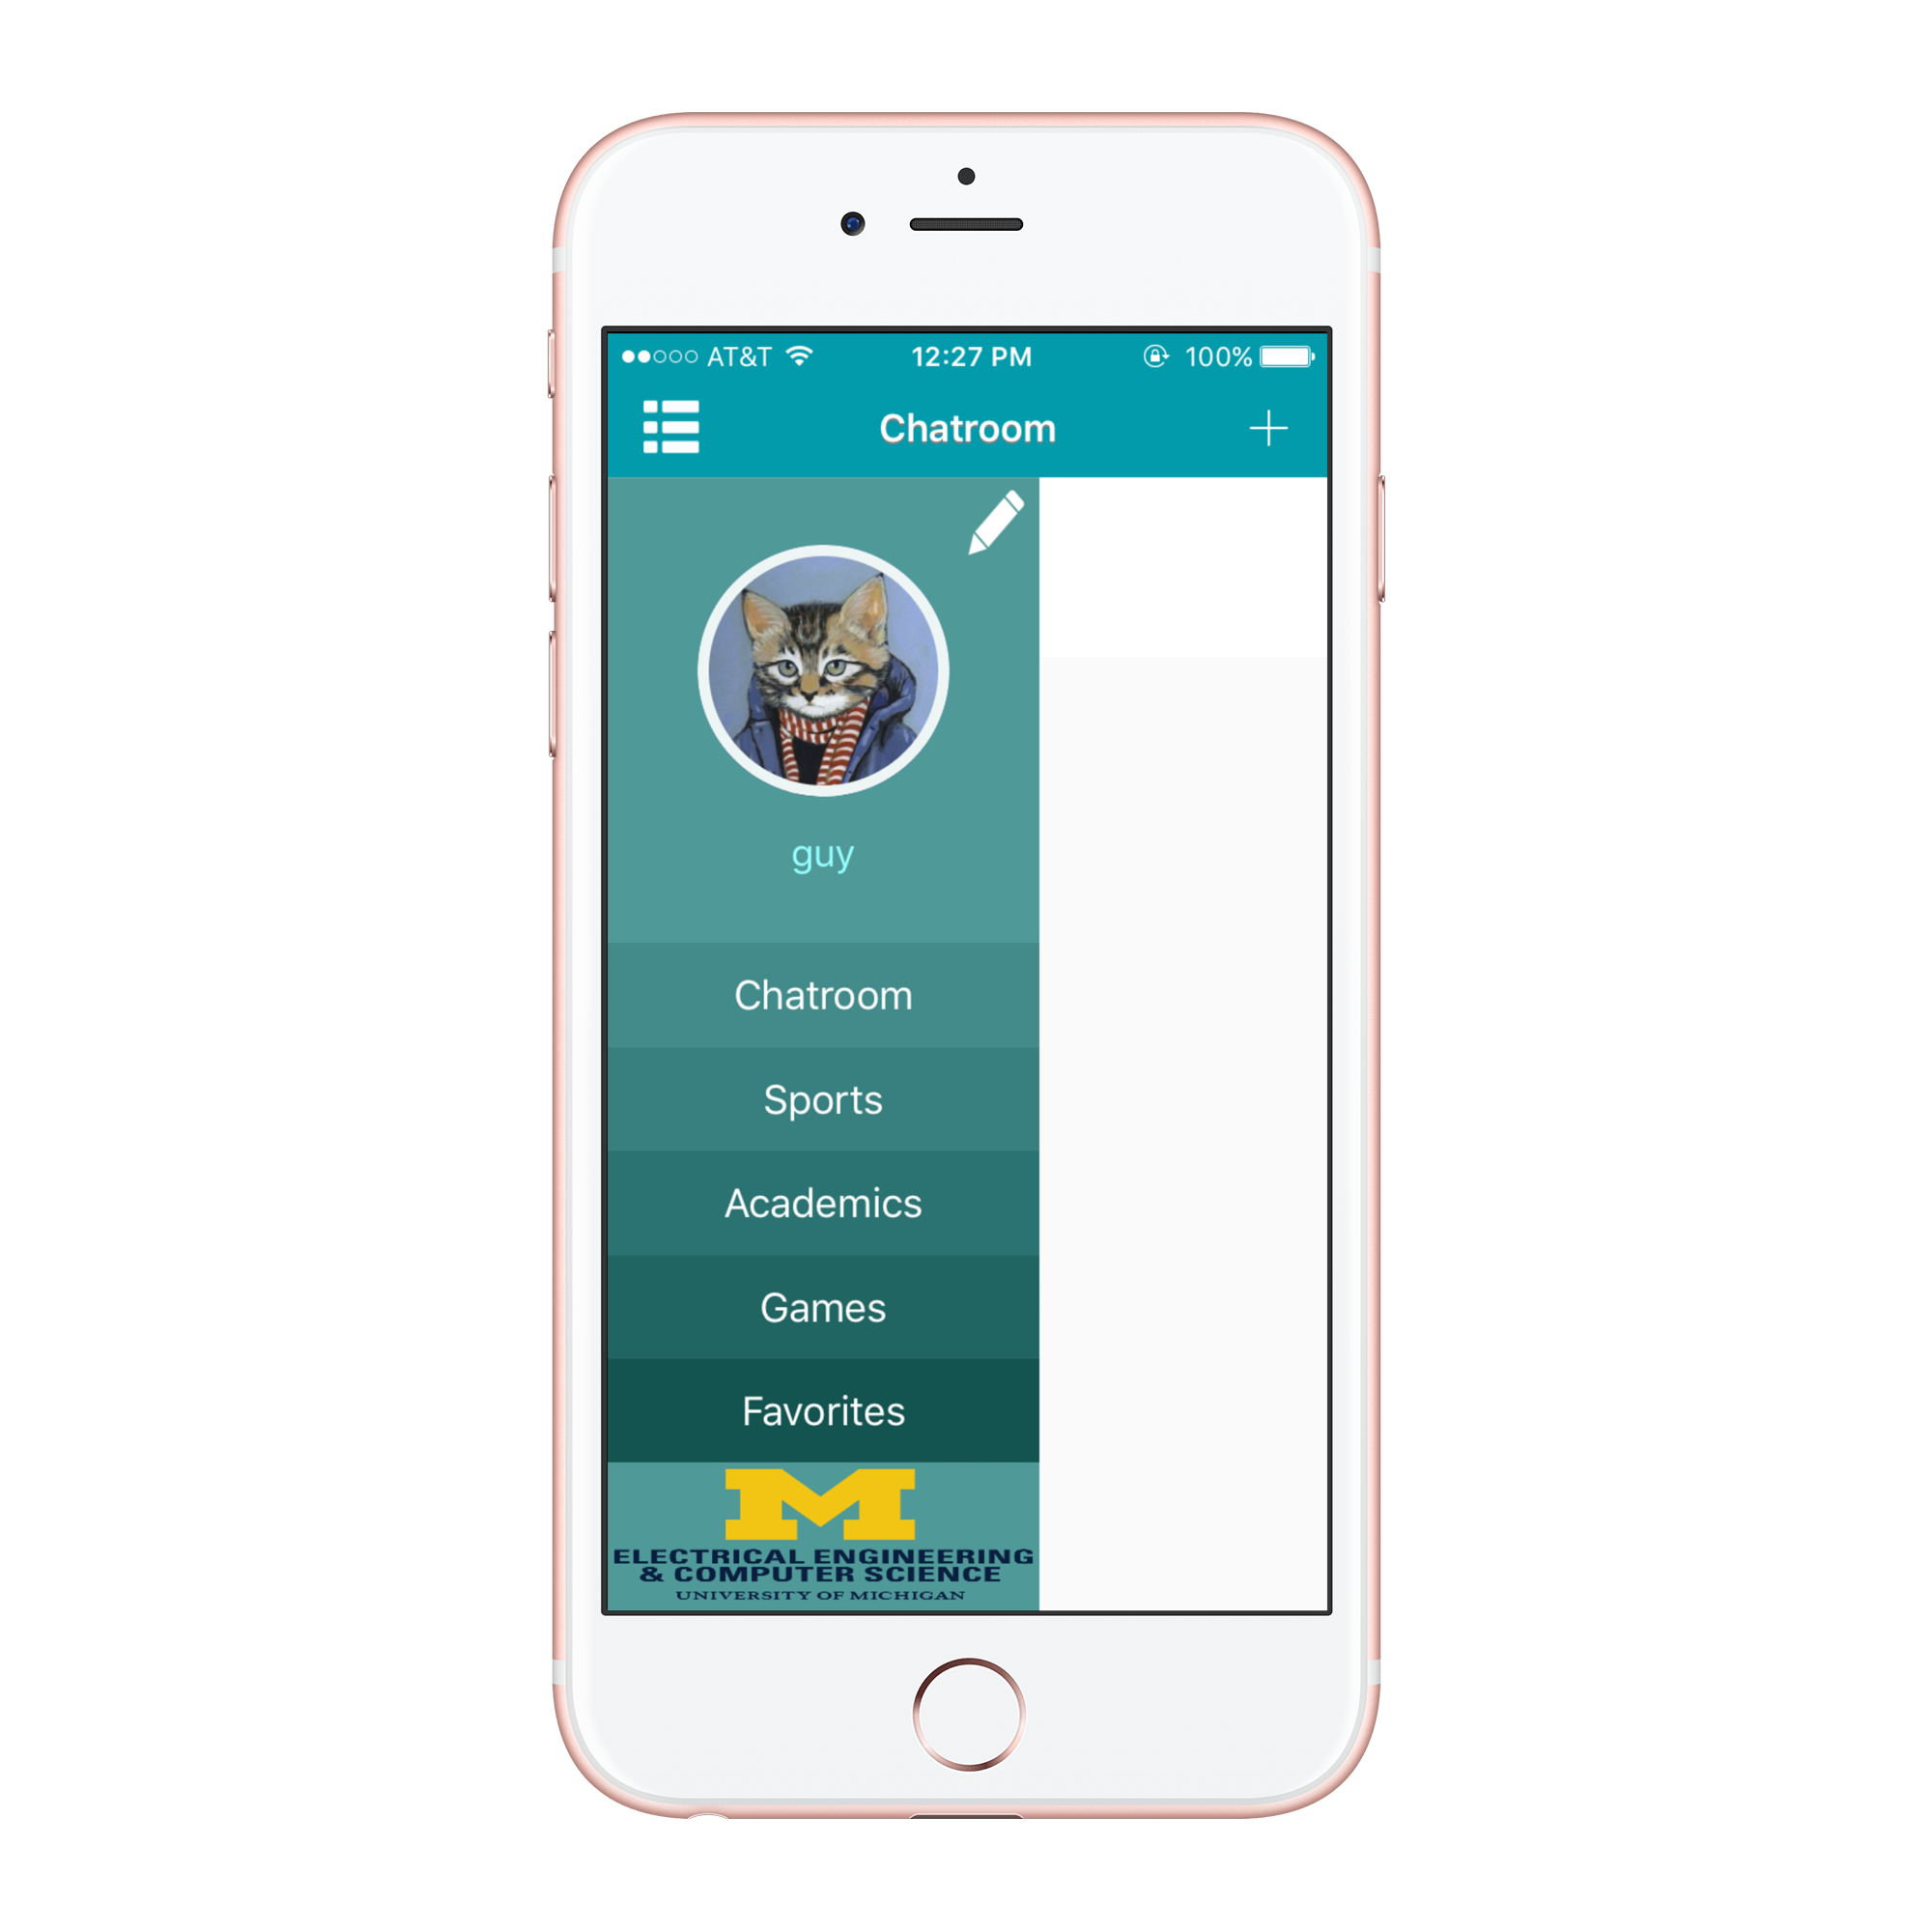 AT&T 12:27 PM 100%
Chatroom
guy
Chatroom
Sports
Academics
Games
Favorites
M
ELECTRICAL ENGINEERING
& COMPUTER SCIENCE
UNIVERSITY OF MICHIGAN